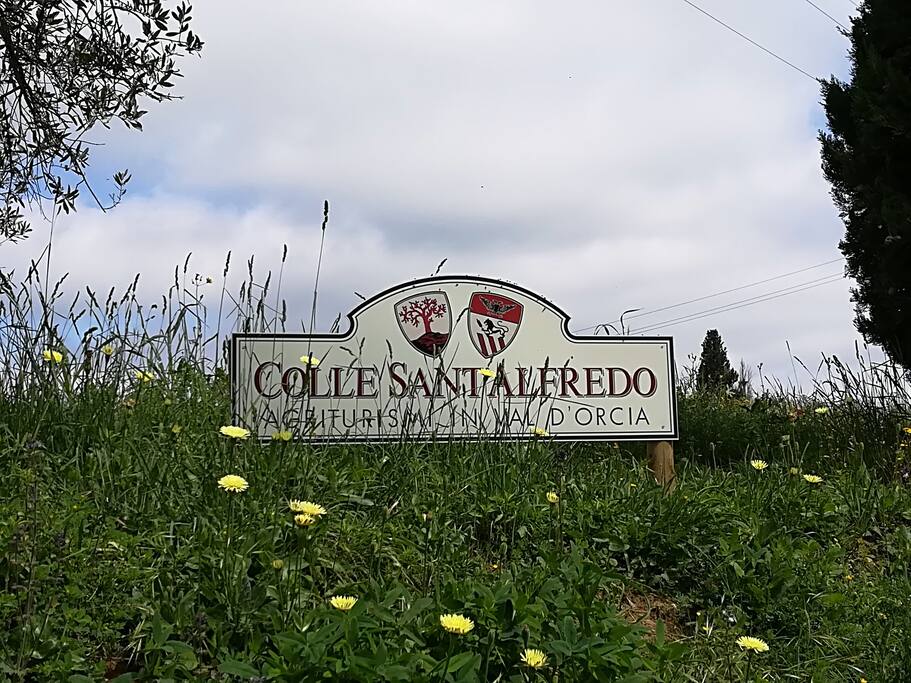 COLLE SANT'ALFREDO
AGRITURISMO IN VAL D'ORCIA